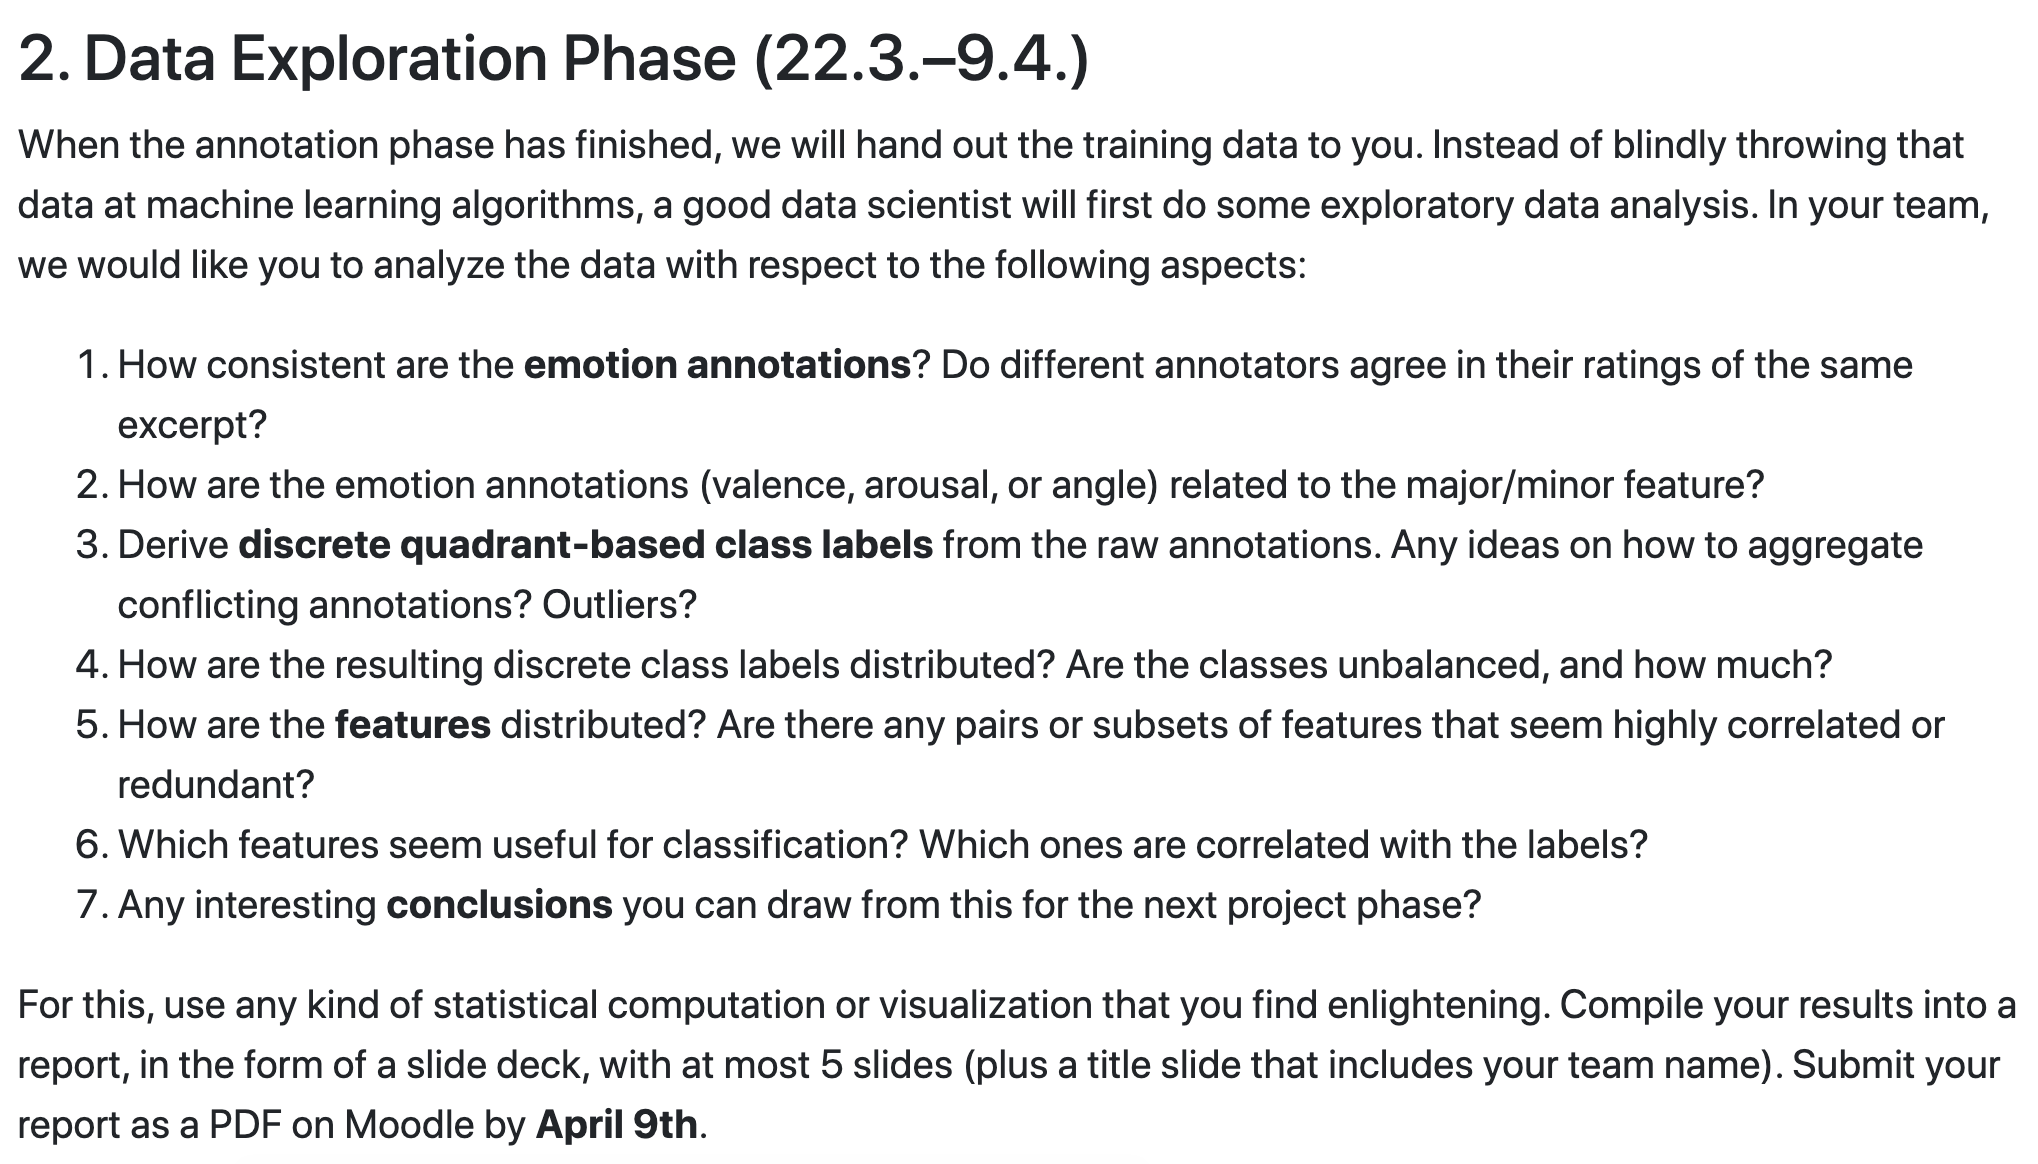 2. Data Exploration Phase (22.3.–9.4.)
When the annotation phase has finished, we will hand out the training data to you. Instead of blindly throwing that
data at machine learning algorithms, a good data scientist will first do some exploratory data analysis. In your team,
we would like you to analyze the data with respect to the following aspects:
1. How consistent are the emotion annotations? Do different annotators agree in their ratings of the same
excerpt?
2. How are the emotion annotations (valence, arousal, or angle) related to the major/minor feature?
3. Derive discrete quadrant-based class labels from the raw annotations. Any ideas on how to aggregate
conflicting annotations? Outliers?
4. How are the resulting discrete class labels distributed? Are the classes unbalanced, and how much?
5. How are the features distributed? Are there any pairs or subsets of features that seem highly correlated or
redundant?
6. Which features seem useful for classification? Which ones are correlated with the labels?
7. Any interesting conclusions you can draw from this for the next project phase?
For this, use any kind of statistical computation or visualization that you find enlightening. Compile your results into a
report, in the form of a slide deck, with at most 5 slides (plus a title slide that includes your team name). Submit your
report as a PDF on Moodle by April 9th.